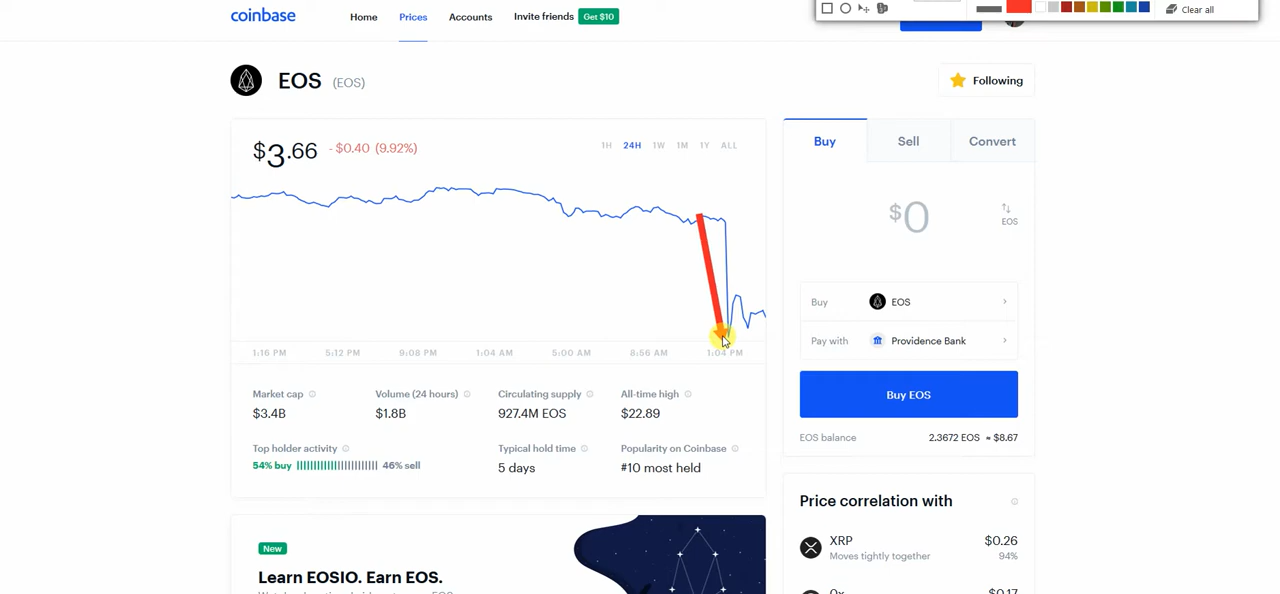 coinbase
Home Prices Accounts Invite friends Get $10
Clear all
EOS (EOS)
Following
$3.66 - $0.40 (9.92%)
1H 24H 1W 1M 1Y ALL
1:16 PM 5:12 PM 9:08 PM 1:04 AM 5:00 AM 8:56 AM 1:04 PM
Market cap Volume (24 hours) Circulating supply All-time high
$3.4B $1.8B 927.4M EOS $22.89
Top holder activity Typical hold time Popularity on Coinbase
54% buy 46% sell 5 days #10 most held
New
Learn EOSIO. Earn EOS.
Buy Sell Convert
$0
EOS
Buy EOS
Pay with Providence Bank
Buy EOS
EOS balance 2.3672 EOS ≈ $8.67
Price correlation with
XRP $0.26
Moves tightly together 94%
0x $0.17